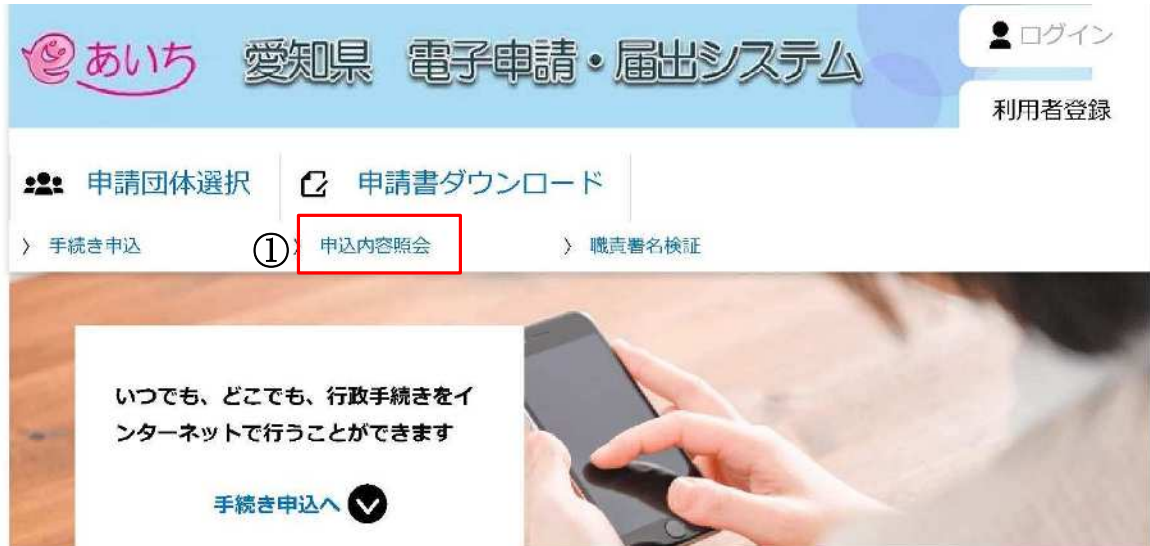 あいち 愛知県 電子申請・届出システム
ログイン
利用者登録
申請団体選択 申請書ダウンロード
〉 手続き申込 ①〉 申込内容照会 〉 職責署名検証
いつでも、どこでも、行政手続きをイ
ンターネットで行うことができます
手続き申込へ